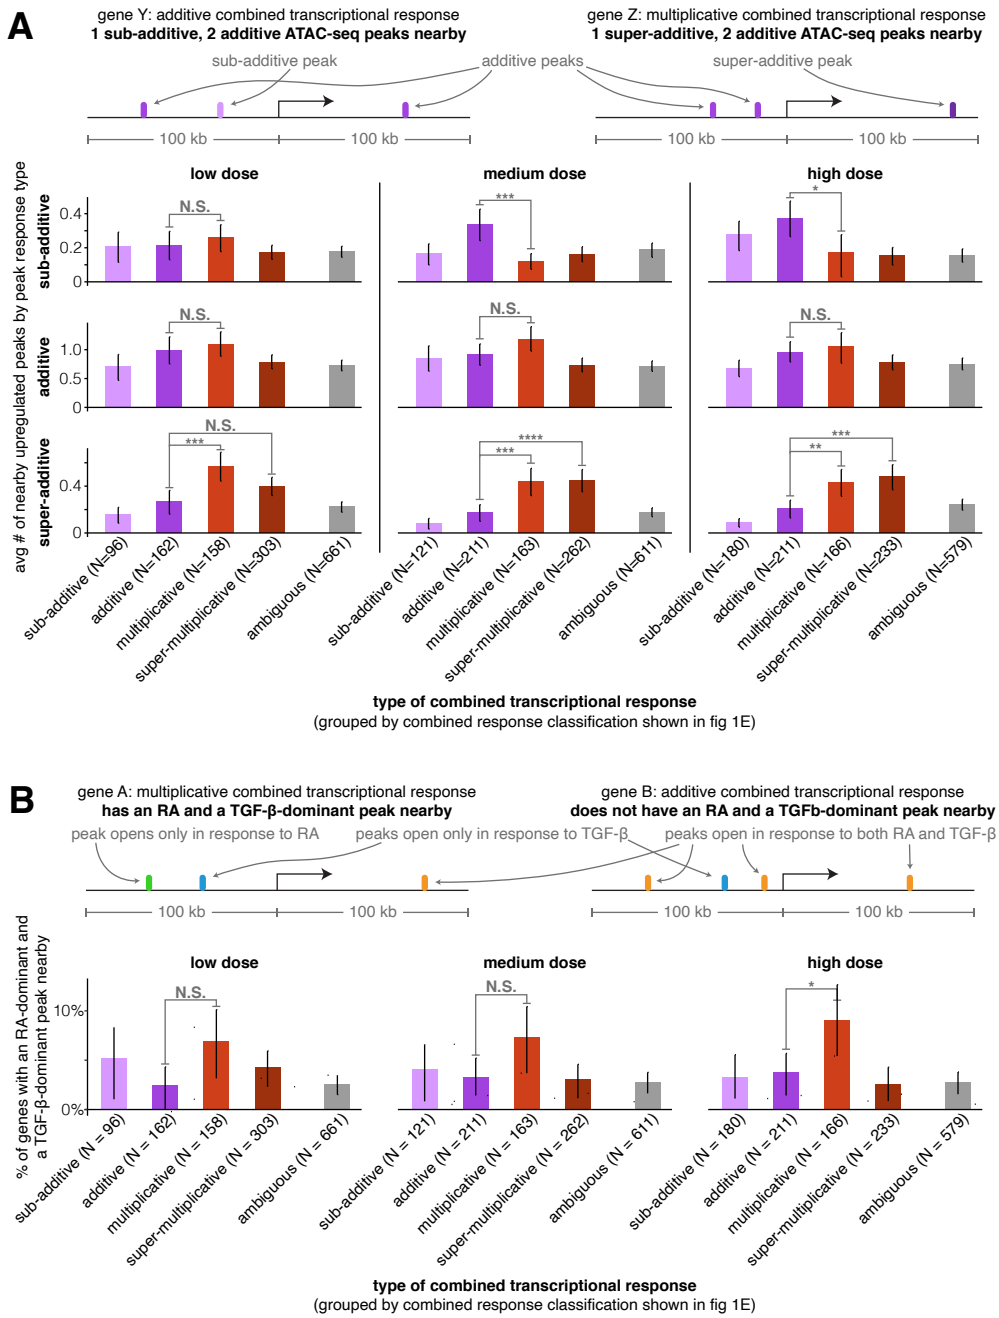 A
gene Y: additive combined transcriptional response
1 sub-additive, 2 additive ATAC-seq peaks nearby
gene Z: multiplicative combined transcriptional response
1 super-additive, 2 additive ATAC-seq peaks nearby
sub-additive peak
additive peaks
super-additive peak
100 kb
100 kb
100 kb
100 kb
avg # of nearby upregulated peaks by peak response type
low dose
medium dose
high dose
sub-additive
0.4
0.2
0
N.S.
***
*
additive
1.0
0.5
0
N.S.
N.S.
N.S.
super-additive
0.4
0
N.S.
***
****
***
***
**
sub-additive (N=96)
additive (N=162)
multiplicative (N=158)
super-multiplicative (N=303)
ambiguous (N=661)
sub-additive (N=121)
additive (N=211)
multiplicative (N=163)
super-multiplicative (N=262)
ambiguous (N=611)
sub-additive (N=180)
additive (N=211)
multiplicative (N=166)
super-multiplicative (N=233)
ambiguous (N=579)
type of combined transcriptional response
(grouped by combined response classification shown in fig 1E)
B
gene A: multiplicative combined transcriptional response
has an RA and a TGF-β-dominant peak nearby
gene B: additive combined transcriptional response
does not have an RA and a TGFb-dominant peak nearby
peak opens only in response to RA
peaks open only in response to TGF-β
peaks open in response to both RA and TGF-β
100 kb
100 kb
100 kb
100 kb
% of genes with an RA-dominant and
a TGF-β-dominant peak nearby
low dose
medium dose
high dose
10%
0%
N.S.
N.S.
*
sub-additive (N = 96)
additive (N = 162)
multiplicative (N = 158)
super-multiplicative (N = 303)
ambiguous (N = 661)
sub-additive (N = 121)
additive (N = 211)
multiplicative (N = 163)
super-multiplicative (N = 262)
ambiguous (N = 611)
sub-additive (N = 180)
additive (N = 211)
multiplicative (N = 166)
super-multiplicative (N = 233)
ambiguous (N = 579)
type of combined transcriptional response
(grouped by combined response classification shown in fig 1E)